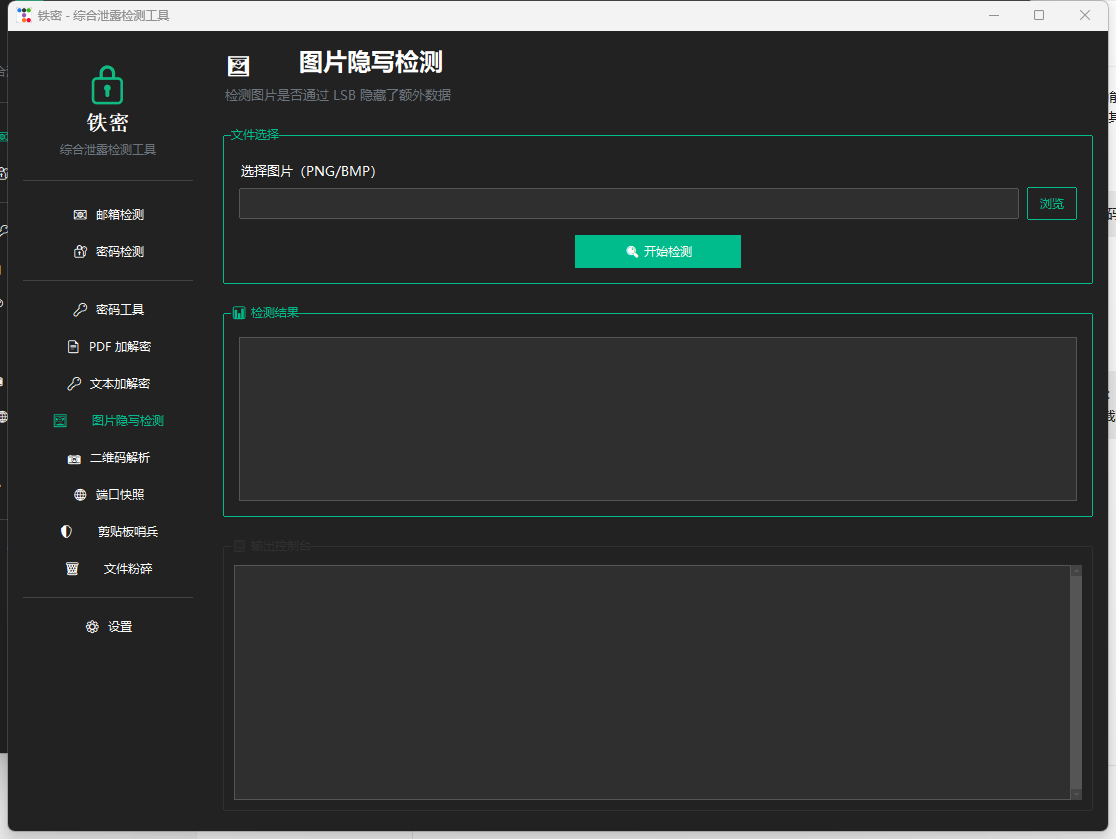 铁密 - 综合泄露检测工具
铁密
综合泄露检测工具
邮箱检测
密码检测
密码工具
PDF 加解密
文本加解密
图片隐写检测
二维码解析
端口快照
剪贴板哨兵
文件粉碎
设置
图片隐写检测
检测图片是否通过 LSB 隐藏了额外数据
文件选择
选择图片（PNG/BMP）
浏览
开始检测
检测结果
输出控制台